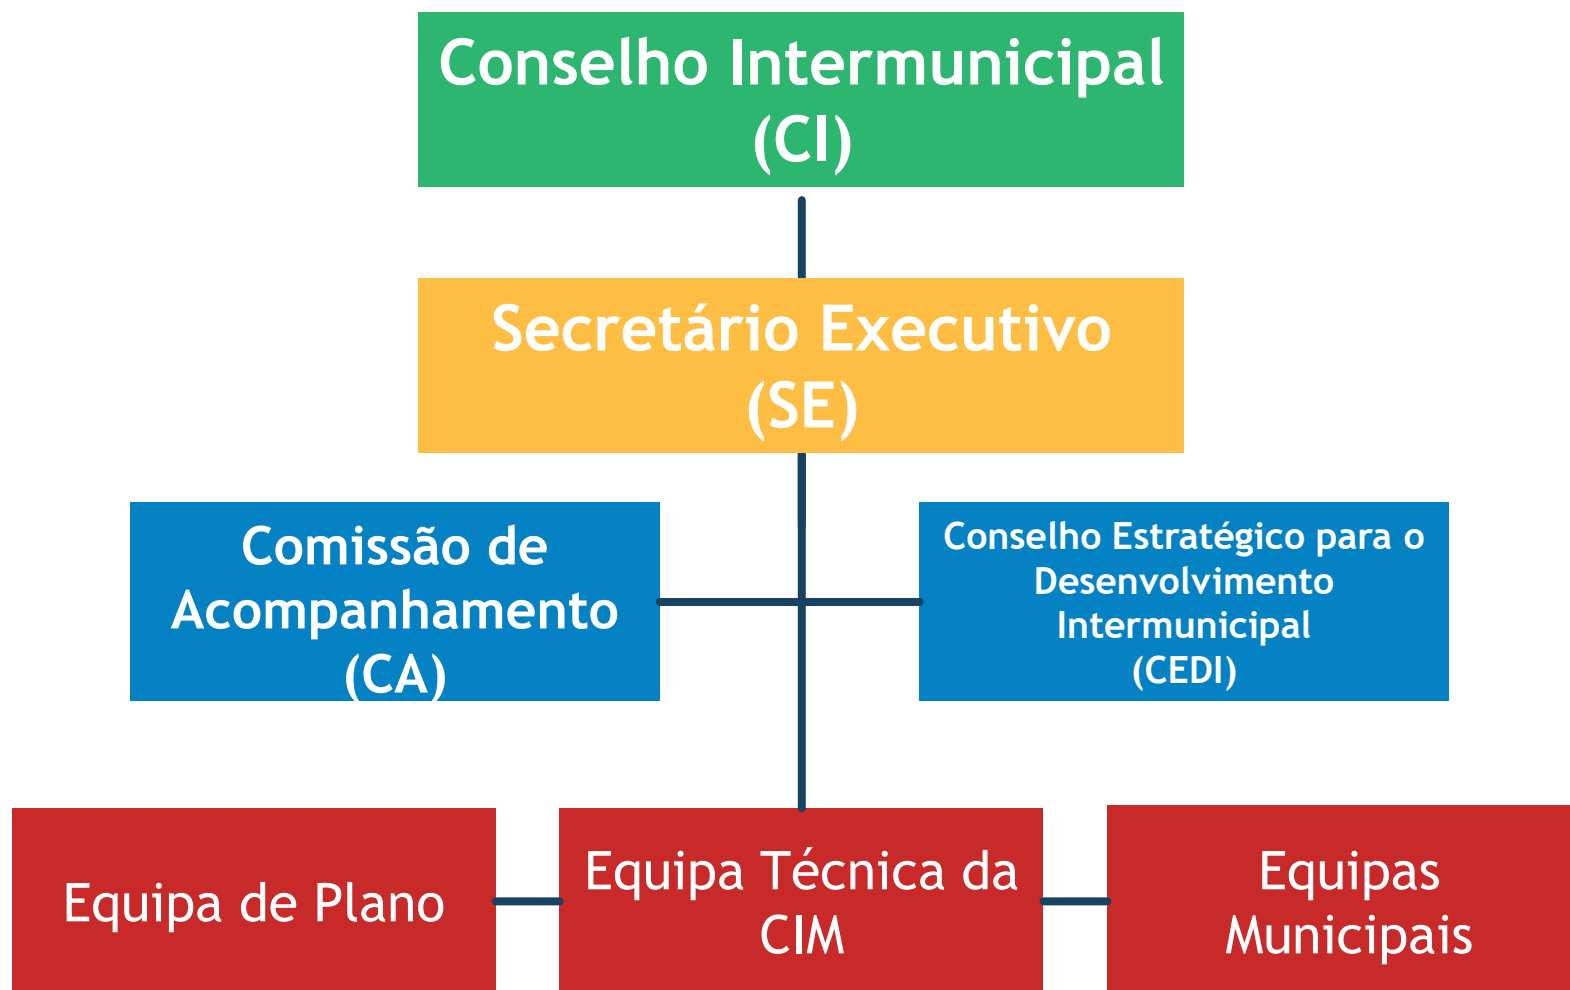 Conselho Intermunicipal
(CI)
Secretário Executivo
(SE)
Comissão de
Acompanhamento
(CA)
Conselho Estratégico para o
Desenvolvimento
Intermunicipal
(CEDI)
Equipa de Plano
Equipa Técnica da
CIM
Equipas
Municipais